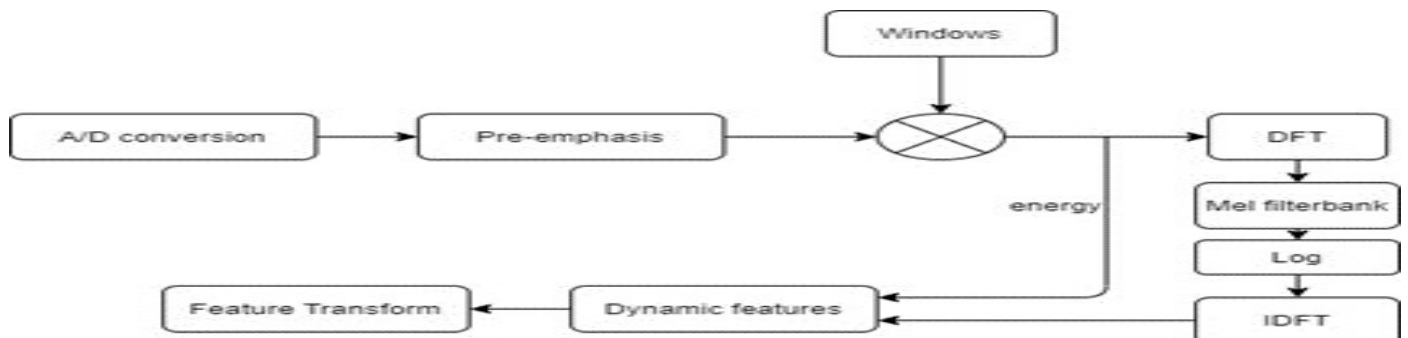 Windows
A/D conversion
Pre-emphasis
DFT
energy
Mel filterbank
Log
Feature Transform
Dynamic features
IDFT